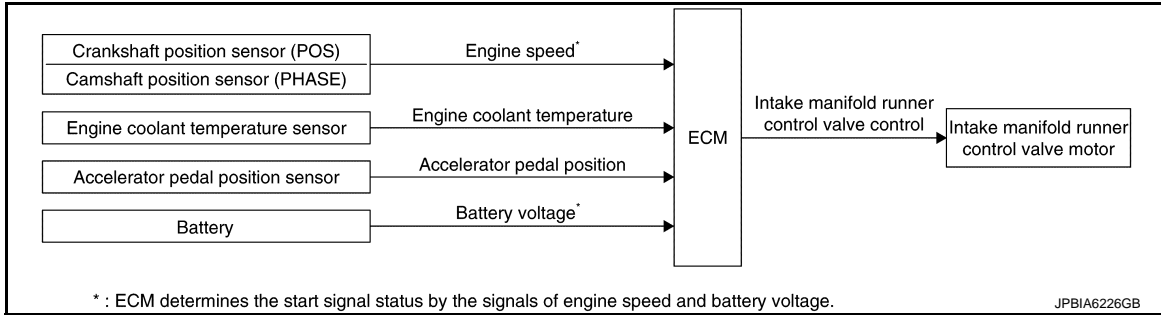 Crankshaft position sensor (POS)
Camshaft position sensor (PHASE)
Engine speed*
Engine coolant temperature sensor
Engine coolant temperature
Accelerator pedal position sensor
Accelerator pedal position
Battery
Battery voltage*
ECM
Intake manifold runner
control valve control
Intake manifold runner
control valve motor
* : ECM determines the start signal status by the signals of engine speed and battery voltage.
JPBIA6226GB